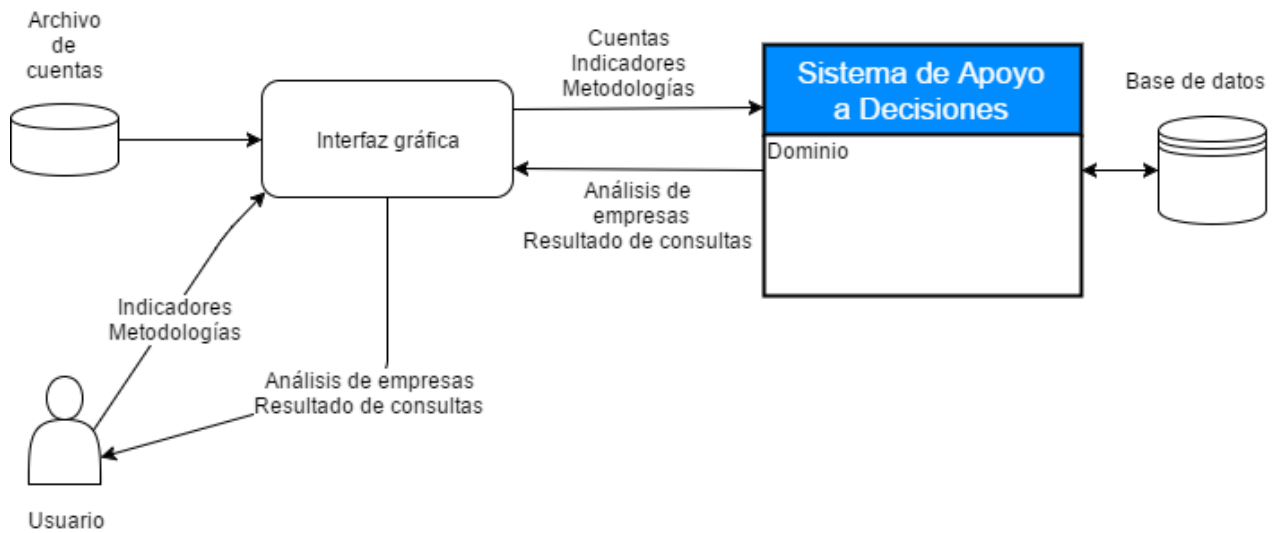 Archivo
de
cuentas
Interfaz gráfica
Cuentas
Indicadores
Metodologías
Sistema de Apoyo
a Decisiones
Dominio
Base de datos
Análisis de
empresas
Resultado de consultas
Indicadores
Metodologías
Análisis de empresas
Resultado de consultas
Usuario